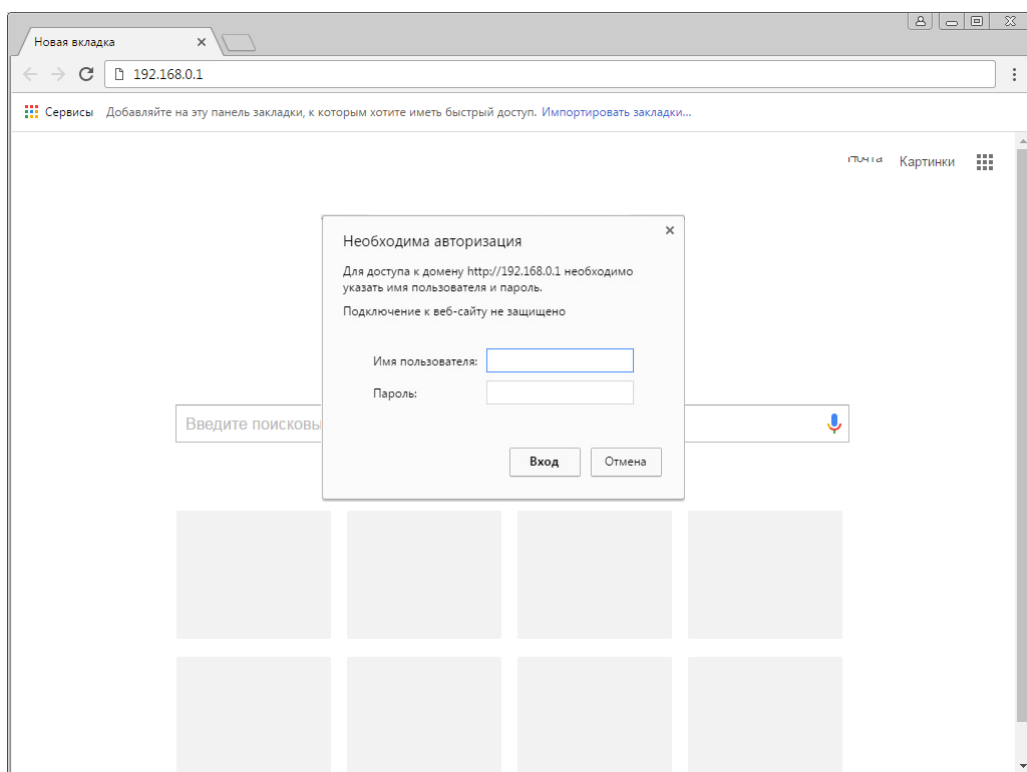 Новая вкладка
192.168.0.1
Сервисы Добавляйте на эту панель закладки, к которым хотите иметь быстрый доступ. Импортировать закладки...
Почта Картинки
Необходима авторизация
Для доступа к домену http://192.168.0.1 необходимо
указать имя пользователя и пароль.
Подключение к веб-сайту не защищено
Имя пользователя:
Пароль:
Введите поисковы
Вход Отмена